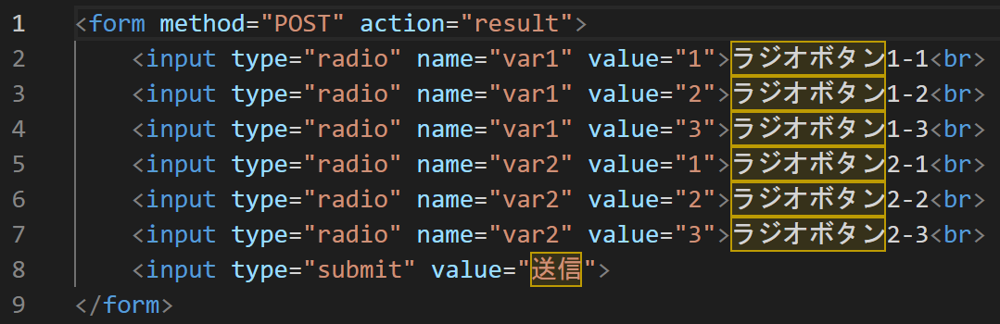 1 <form method="POST" action="result">
2 <input type="radio" name="var1" value="1">ラジオボタン1-1<br>
3 <input type="radio" name="var1" value="2">ラジオボタン1-2<br>
4 <input type="radio" name="var1" value="3">ラジオボタン1-3<br>
5 <input type="radio" name="var2" value="1">ラジオボタン2-1<br>
6 <input type="radio" name="var2" value="2">ラジオボタン2-2<br>
7 <input type="radio" name="var2" value="3">ラジオボタン2-3<br>
8 <input type="submit" value="送信">
9 </form>